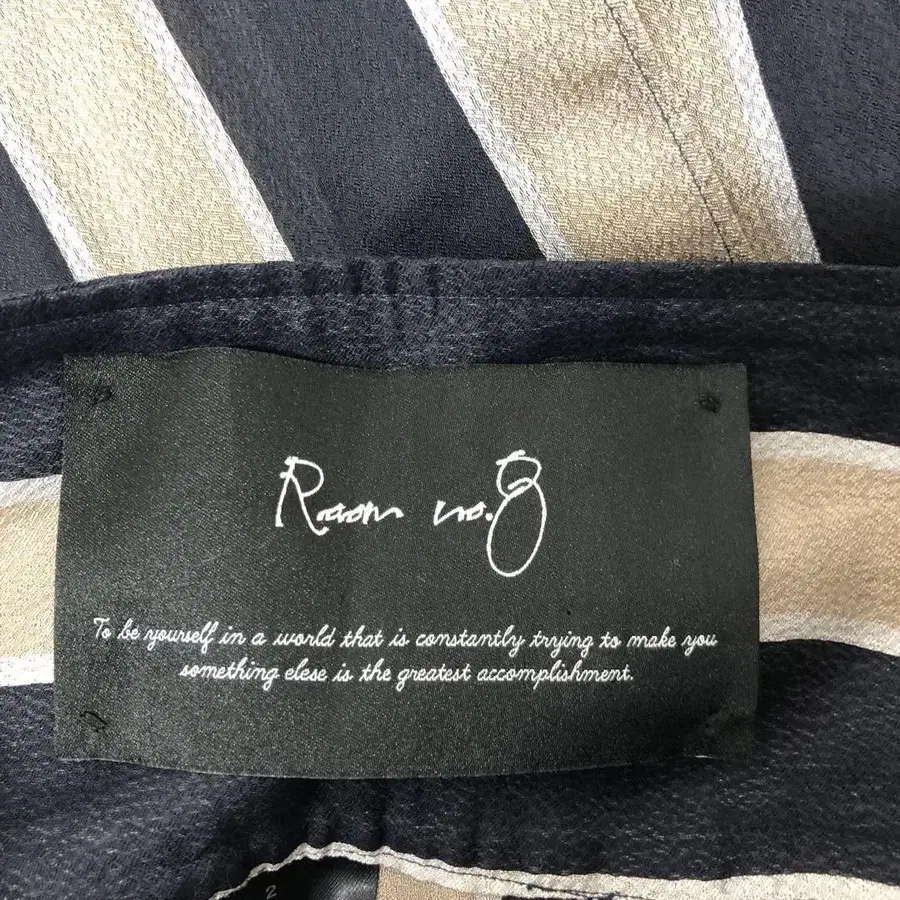 Room no.8
To be yourself in a world that is constantly trying to make you
something elese is the greatest accomplishment.
2